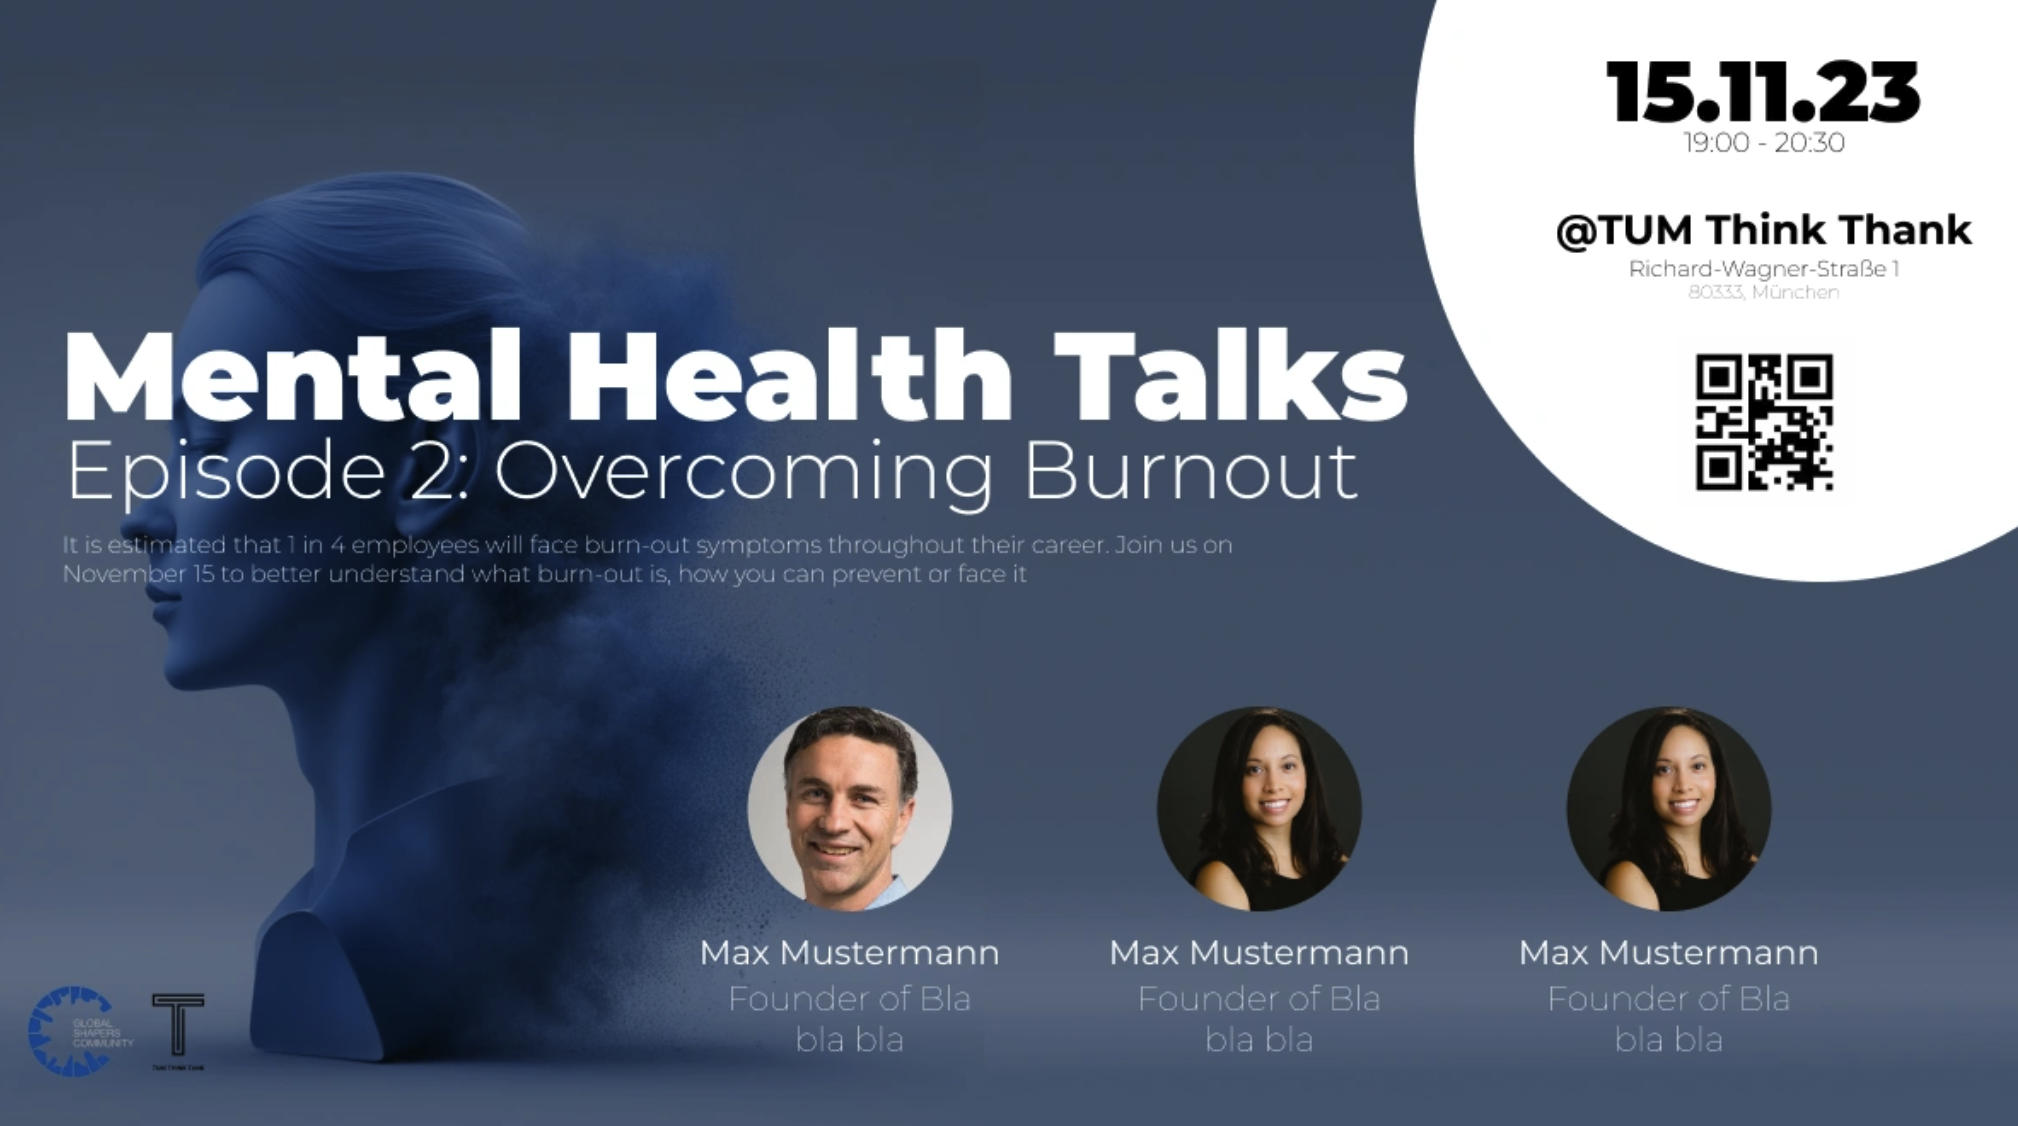 15.11.23
19:00 - 20:30
@TUM Think Thank
Richard-Wagner-Straße 1
80333, München
Mental Health Talks
Episode 2: Overcoming Burnout
It is estimated that 1 in 4 employees will face burn-out symptoms throughout their career. Join us on
November 15 to better understand what burn-out is, how you can prevent or face it
Max Mustermann
Founder of Bla
bla bla
Max Mustermann
Founder of Bla
bla bla
Max Mustermann
Founder of Bla
bla bla
GLOBAL
SHAPERS
COMMUNITY
T